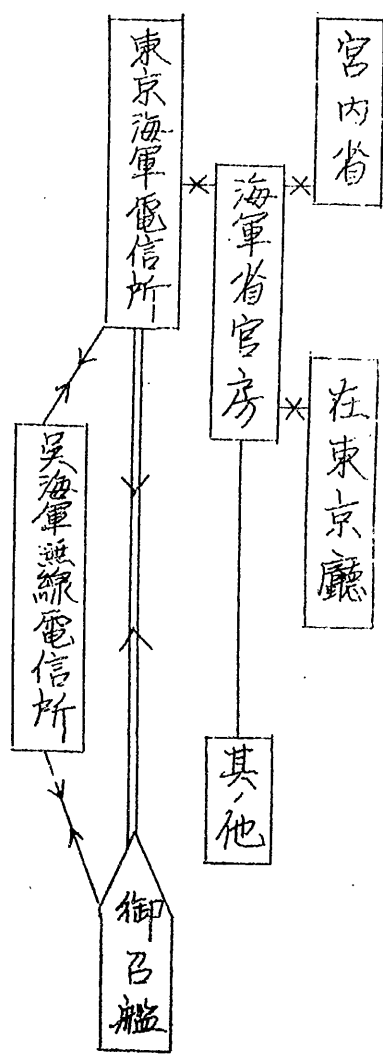 宮内省
在東京廳
海軍省官房
其ノ他
東京海軍電信所
呉海軍無線電信所
御召艦